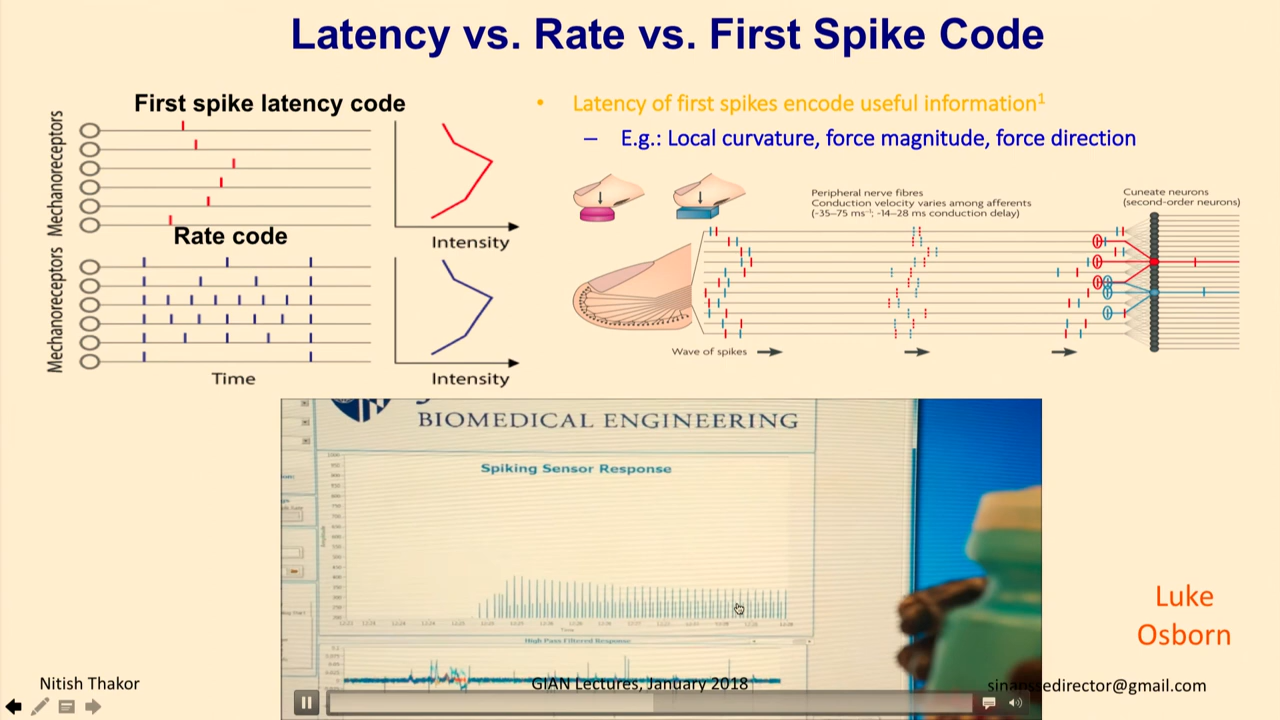 Latency vs. Rate vs. First Spike Code
First spike latency code
Mechanoreceptors
Intensity
Rate code
Mechanoreceptors
Time
Intensity
• Latency of first spikes encode useful information1
– E.g.: Local curvature, force magnitude, force direction
Peripheral nerve fibres
Conduction velocity varies among afferents
(~35–75 ms–1; ~14–28 ms conduction delay)
Cuneate neurons
(second-order neurons)
Wave of spikes
BIOMEDICAL ENGINEERING
Spiking Sensor Response
High Pass Filtered Response
Luke
Osborn
Nitish Thakor
GIAN Lectures, January 2018
sinapsedirector@gmail.com